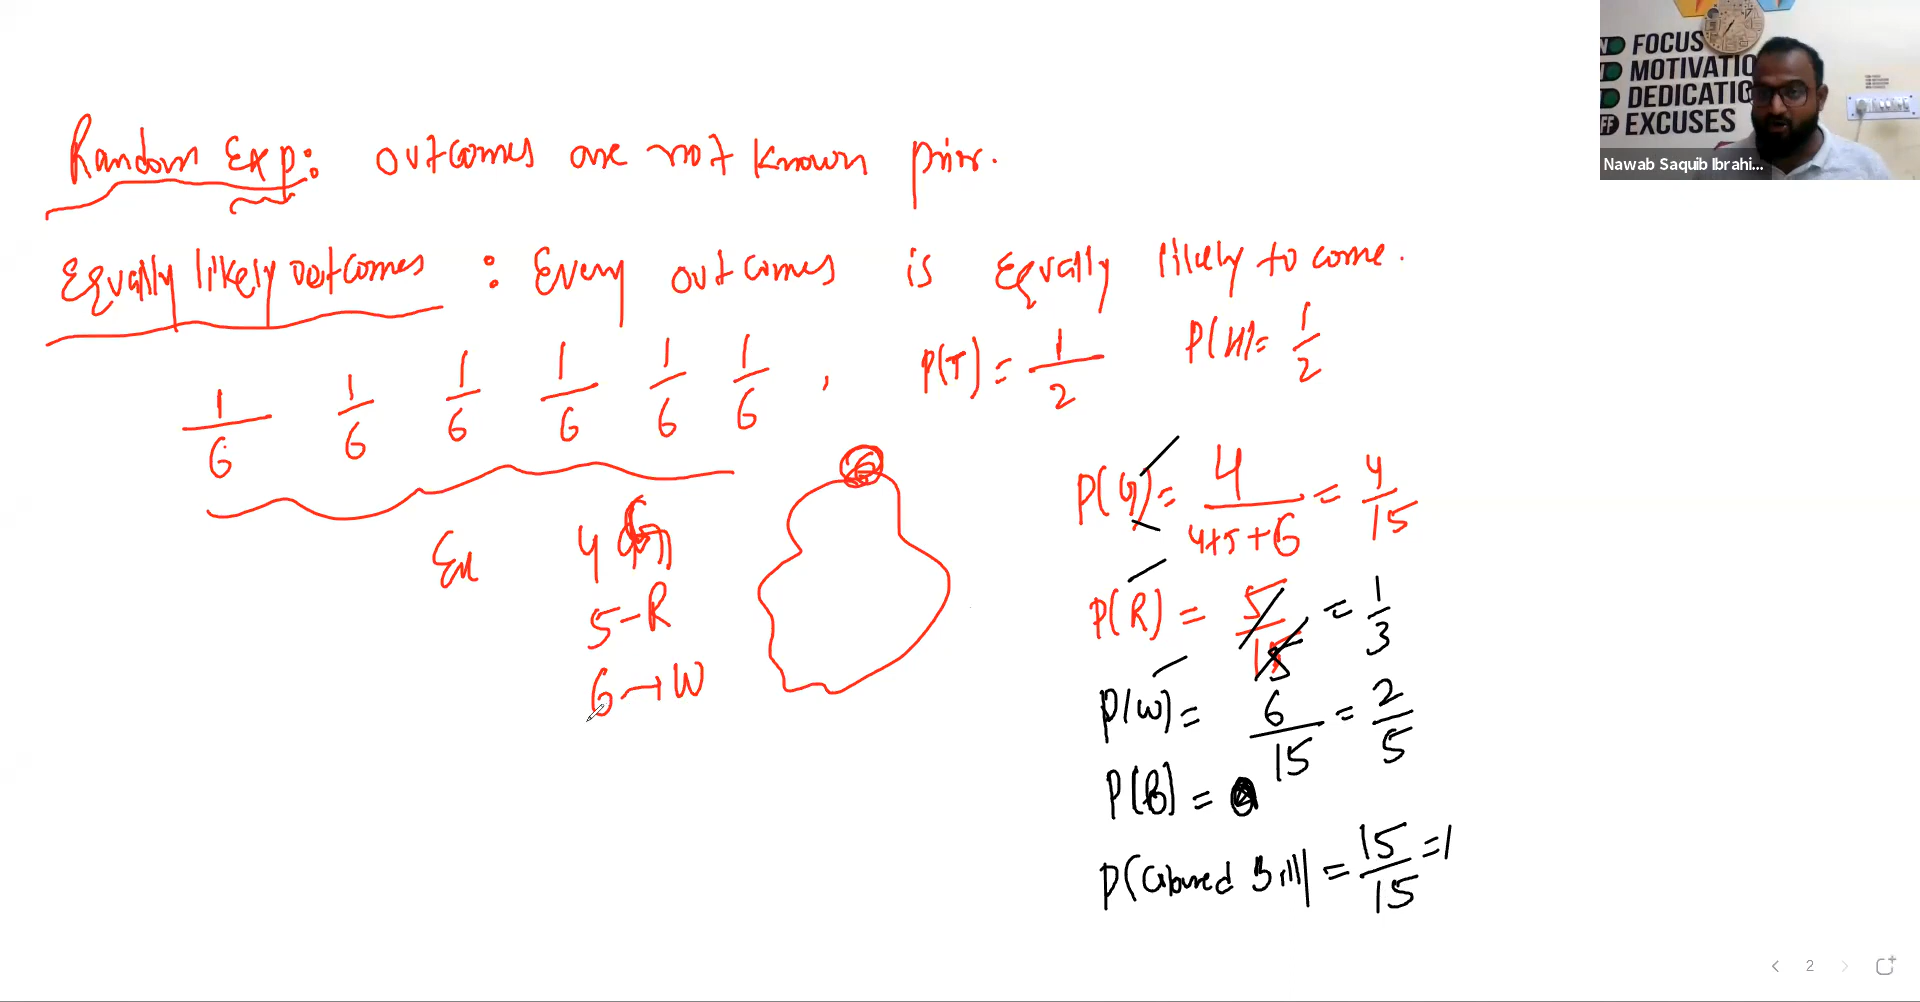 Random Exp: outcomes are not known prior.
Equally likely outcomes : Every outcomes is Equally likely to come.
1/6 1/6 1/6 1/6 1/6 1/6 , P(T) = 1/2 P(H) = 1/2
Ex 4 G
5 - R
6 → W
P(G) = 4/(4+5+6) = 4/15
P(R) = 5/15 = 1/3
P(W) = 6/15 = 2/5
P(B) =
P(Coloured Ball) = 15/15 = 1
FOCUS
MOTIVATIO
DEDICATIO
FF EXCUSES
Nawab Saquib Ibrahi...
2